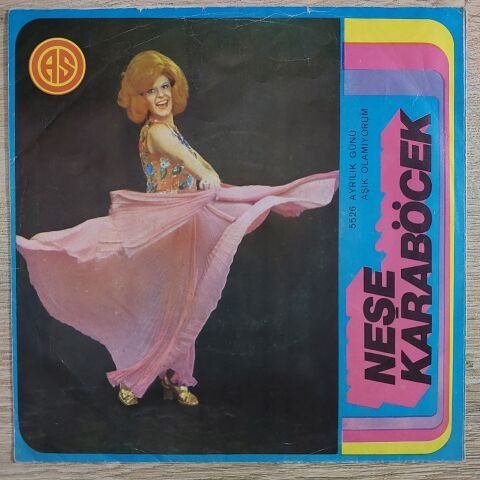 AS
5526 AYRILIK GÜNÜ
AŞIK OLAMIYORUM
NEŞE
KARABÖCEK